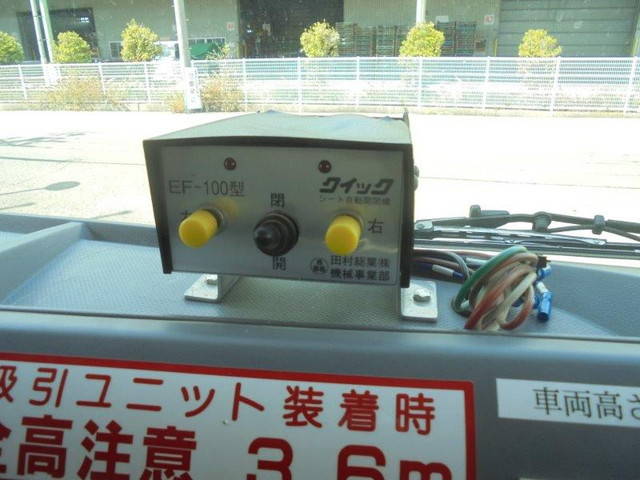 EF-100型
クイック
シート自動開閉機
左
閉
開
右
田村総業㈱
機械事業部
吸引ユニット装着時
全高注意 3.6m
車両高さ